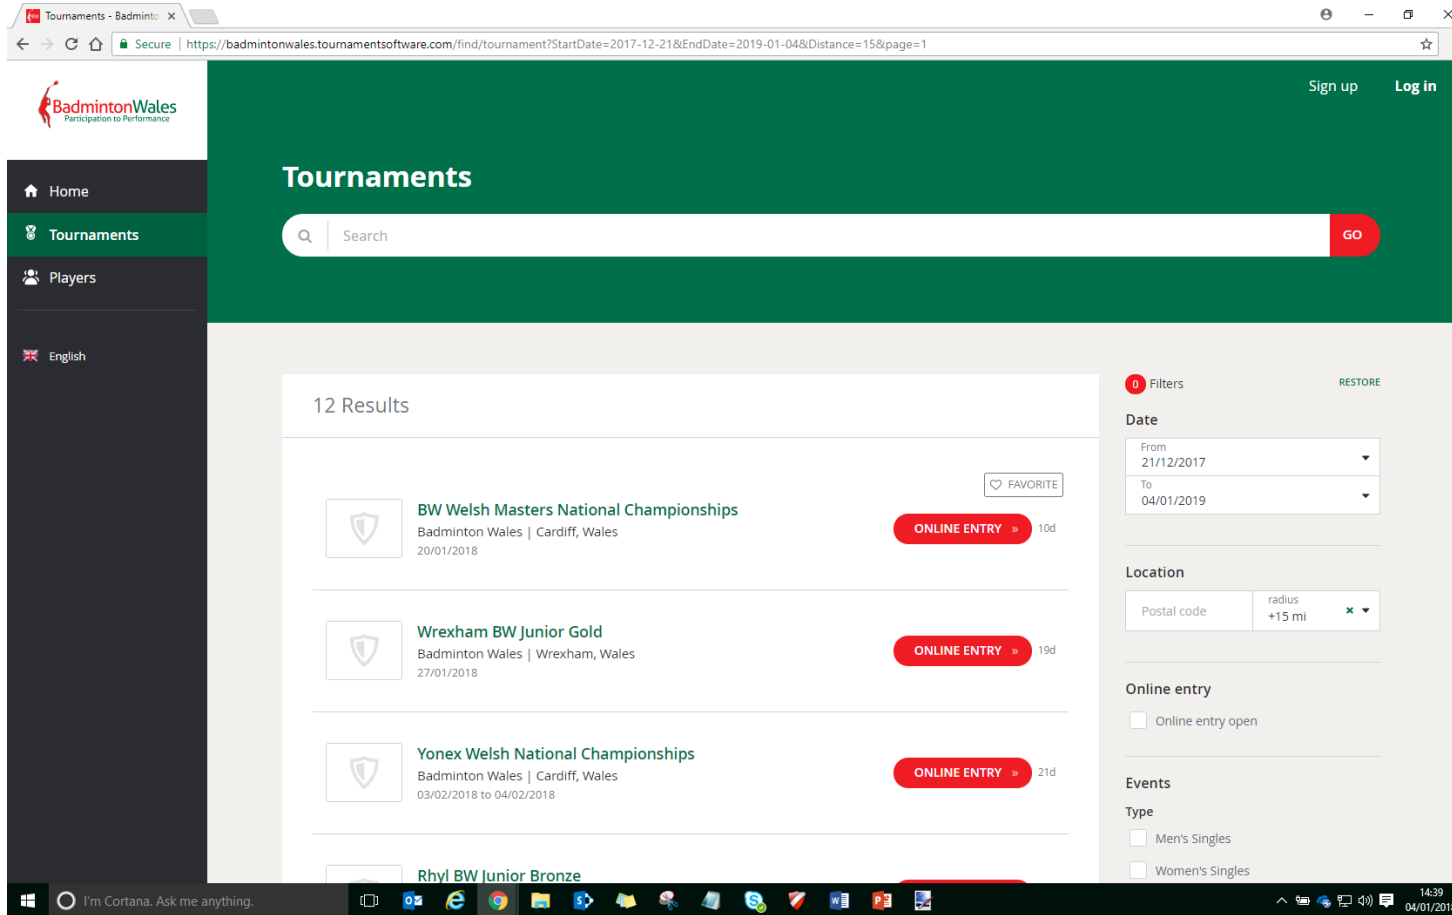 Tournaments - Badminto
Secure | https://badmintonwales.tournamentsoftware.com/find/tournament?StartDate=2017-12-21&EndDate=2019-01-04&Distance=15&page=1
BadmintonWales
Participation to Performance
Sign up
Log in
Home
Tournaments
Players
English
Tournaments
Search
GO
12 Results
FAVORITE
BW Welsh Masters National Championships
Badminton Wales | Cardiff, Wales
20/01/2018
ONLINE ENTRY »
10d
Wrexham BW Junior Gold
Badminton Wales | Wrexham, Wales
27/01/2018
ONLINE ENTRY »
19d
Yonex Welsh National Championships
Badminton Wales | Cardiff, Wales
03/02/2018 to 04/02/2018
ONLINE ENTRY »
21d
Rhyl BW Junior Bronze
0 Filters
RESTORE
Date
From
21/12/2017
To
04/01/2019
Location
Postal code
radius
+15 mi
Online entry
Online entry open
Events
Type
Men's Singles
Women's Singles
I'm Cortana. Ask me anything.
14:39
04/01/201